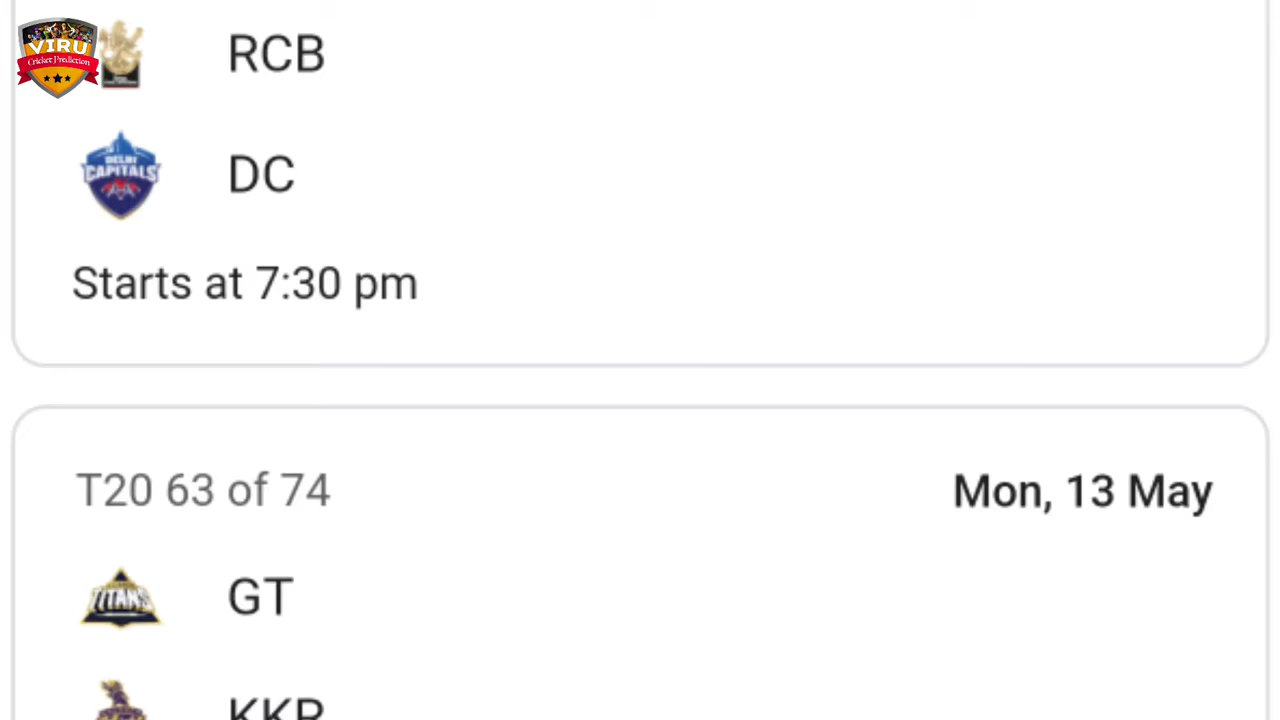 VIRU
Cricket Prediction
RCB
DELHI
CAPITALS
DC
Starts at 7:30 pm
T20 63 of 74
Mon, 13 May
TITANS
GT
KKR